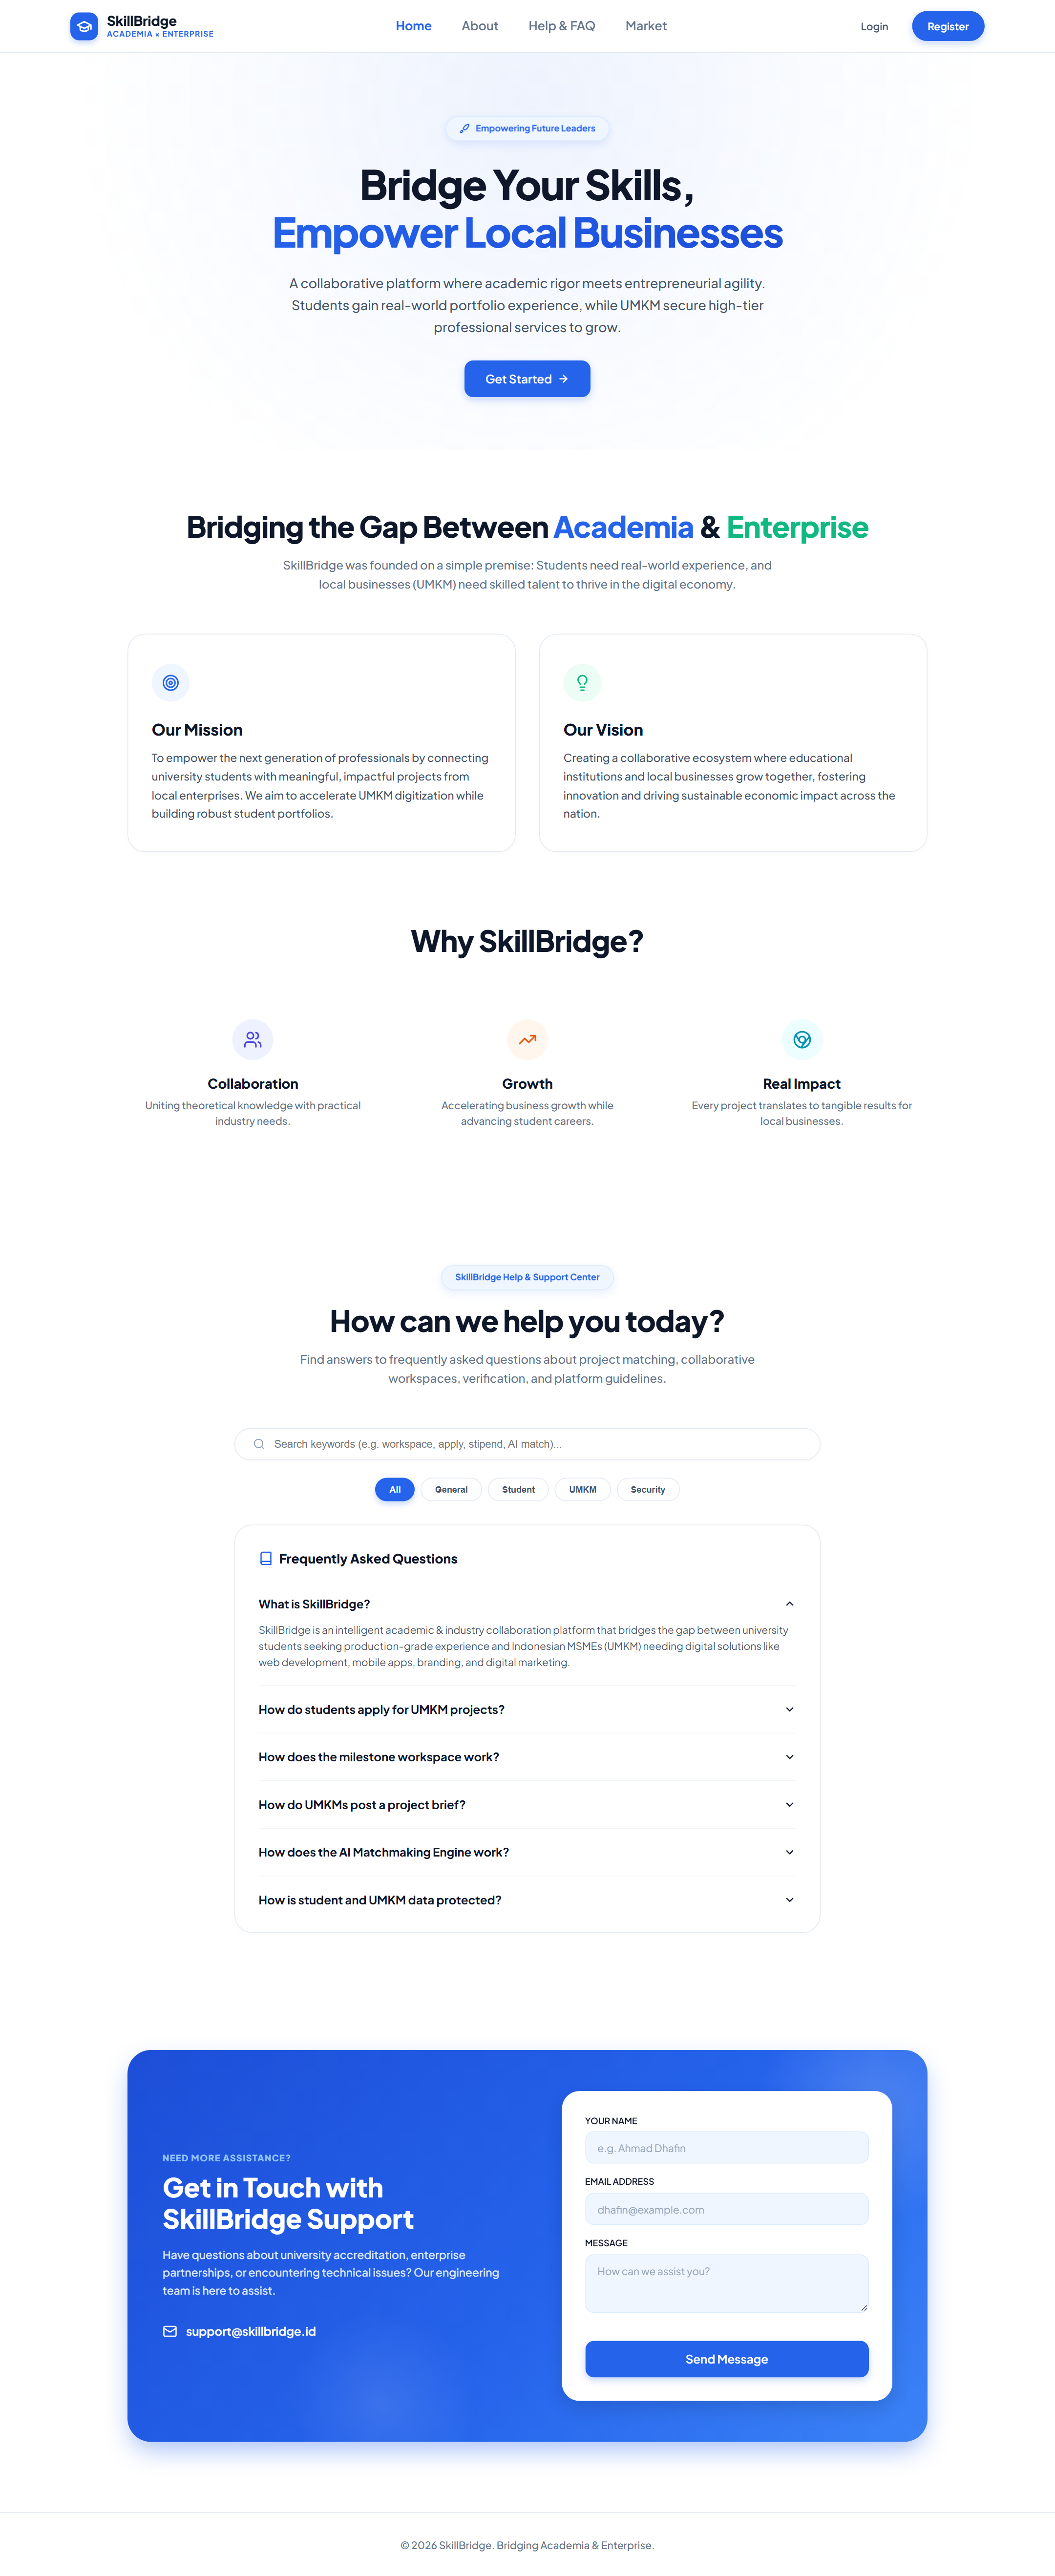 SkillBridge
ACADEMIA × ENTERPRISE
Home
About
Help & FAQ
Market
Login
Register
Empowering Future Leaders
Bridge Your Skills,
Empower Local Businesses
A collaborative platform where academic rigor meets entrepreneurial agility.
Students gain real-world portfolio experience, while UMKM secure high-tier
professional services to grow.
Get Started
Bridging the Gap Between Academia & Enterprise
SkillBridge was founded on a simple premise: Students need real-world experience, and
local businesses (UMKM) need skilled talent to thrive in the digital economy.
Our Mission
To empower the next generation of professionals by connecting
university students with meaningful, impactful projects from
local enterprises. We aim to accelerate UMKM digitization while
building robust student portfolios.
Our Vision
Creating a collaborative ecosystem where educational
institutions and local businesses grow together, fostering
innovation and driving sustainable economic impact across the
nation.
Why SkillBridge?
Collaboration
Uniting theoretical knowledge with practical
industry needs.
Growth
Accelerating business growth while
advancing student careers.
Real Impact
Every project translates to tangible results for
local businesses.
SkillBridge Help & Support Center
How can we help you today?
Find answers to frequently asked questions about project matching, collaborative
workspaces, verification, and platform guidelines.
Search keywords (e.g. workspace, apply, stipend, AI match)...
All
General
Student
UMKM
Security
Frequently Asked Questions
What is SkillBridge?
SkillBridge is an intelligent academic & industry collaboration platform that bridges the gap between university
students seeking production-grade experience and Indonesian MSMEs (UMKM) needing digital solutions like
web development, mobile apps, branding, and digital marketing.
How do students apply for UMKM projects?
How does the milestone workspace work?
How do UMKMs post a project brief?
How does the AI Matchmaking Engine work?
How is student and UMKM data protected?
NEED MORE ASSISTANCE?
Get in Touch with
SkillBridge Support
Have questions about university accreditation, enterprise
partnerships, or encountering technical issues? Our engineering
team is here to assist.
support@skillbridge.id
YOUR NAME
e.g. Ahmad Dhafin
EMAIL ADDRESS
dhafin@example.com
MESSAGE
How can we assist you?
Send Message
© 2026 SkillBridge. Bridging Academia & Enterprise.